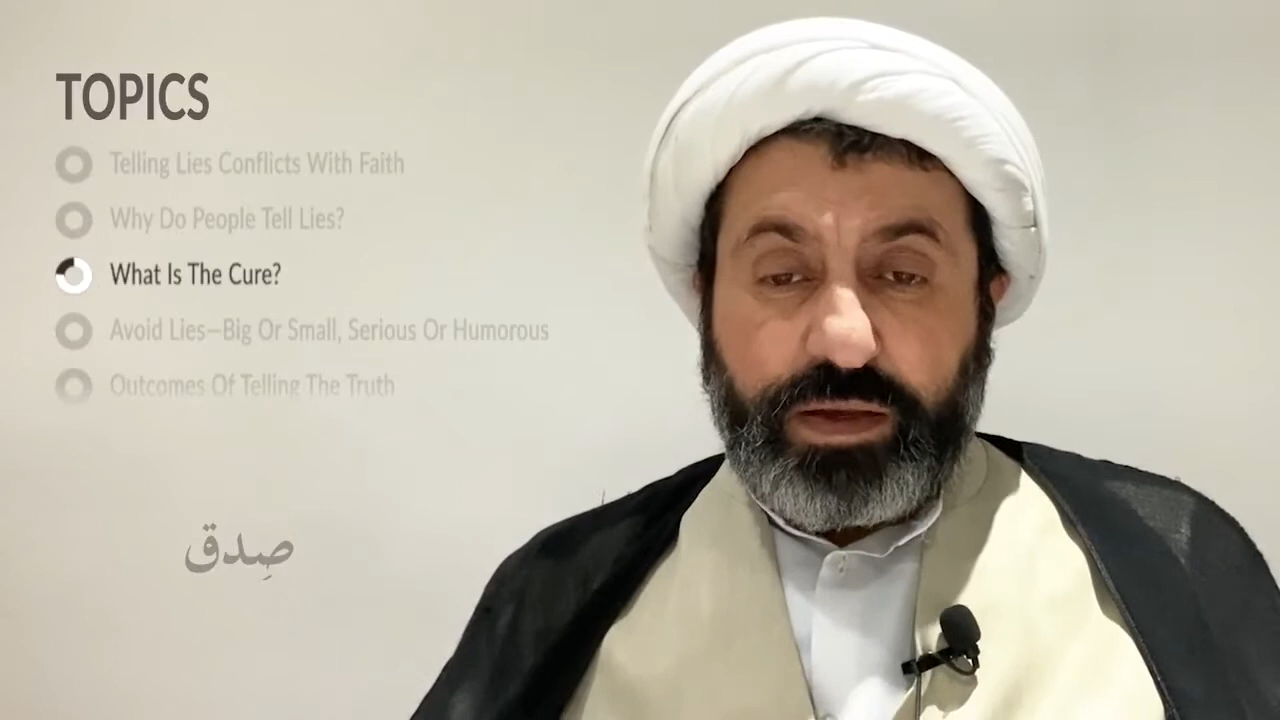 TOPICS
Telling Lies Conflicts With Faith
Why Do People Tell Lies?
What Is The Cure?
Avoid Lies—Big Or Small, Serious Or Humorous
Outcomes Of Telling The Truth
صِدق